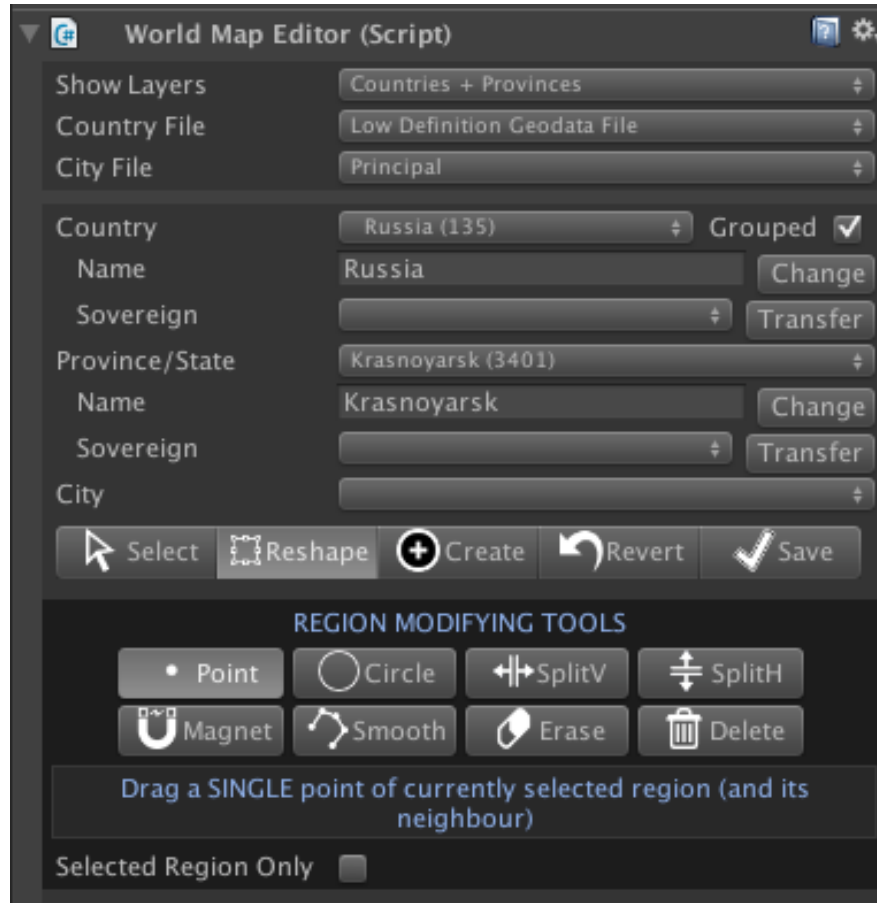 World Map Editor (Script)
Show Layers Countries + Provinces
Country File Low Definition Geodata File
City File Principal
Country Russia (135) Grouped
Name Russia Change
Sovereign Transfer
Province/State Krasnoyarsk (3401)
Name Krasnoyarsk Change
Sovereign Transfer
City
Select Reshape Create Revert Save
REGION MODIFYING TOOLS
Point Circle SplitV SplitH
Magnet Smooth Erase Delete
Drag a SINGLE point of currently selected region (and its
neighbour)
Selected Region Only